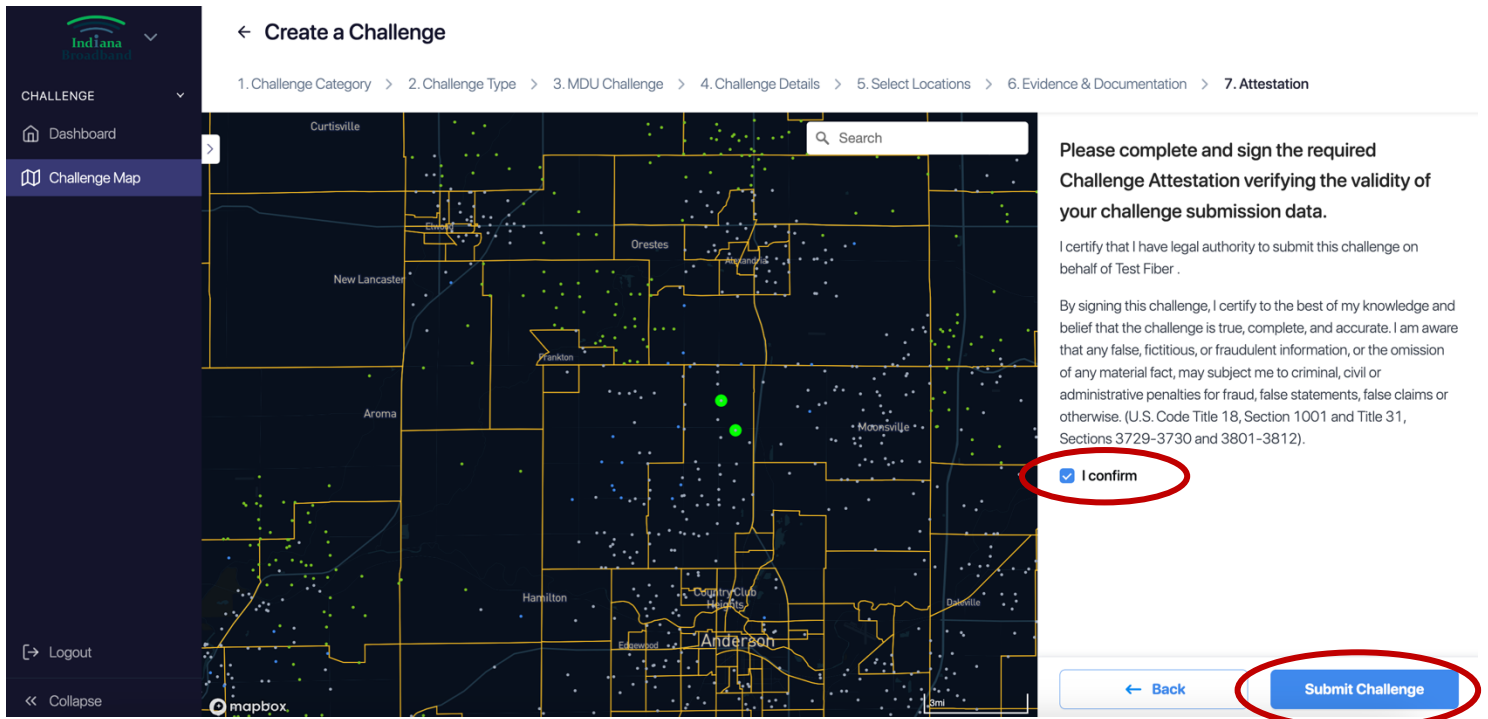 Indiana
Broadband
CHALLENGE
Dashboard
Challenge Map
Logout
Collapse
← Create a Challenge
1. Challenge Category > 2. Challenge Type > 3. MDU Challenge > 4. Challenge Details > 5. Select Locations > 6. Evidence & Documentation > 7. Attestation
Search
Curtisville
Elwood
Orestes
Alexandria
New Lancaster
Frankton
Aroma
Moonsville
Hamilton
Country Club
Heights
Daleville
Edgewood
Anderson
mapbox
3mi
Please complete and sign the required
Challenge Attestation verifying the validity of
your challenge submission data.
I certify that I have legal authority to submit this challenge on
behalf of Test Fiber .
By signing this challenge, I certify to the best of my knowledge and
belief that the challenge is true, complete, and accurate. I am aware
that any false, fictitious, or fraudulent information, or the omission
of any material fact, may subject me to criminal, civil or
administrative penalties for fraud, false statements, false claims or
otherwise. (U.S. Code Title 18, Section 1001 and Title 31,
Sections 3729-3730 and 3801-3812).
I confirm
← Back
Submit Challenge